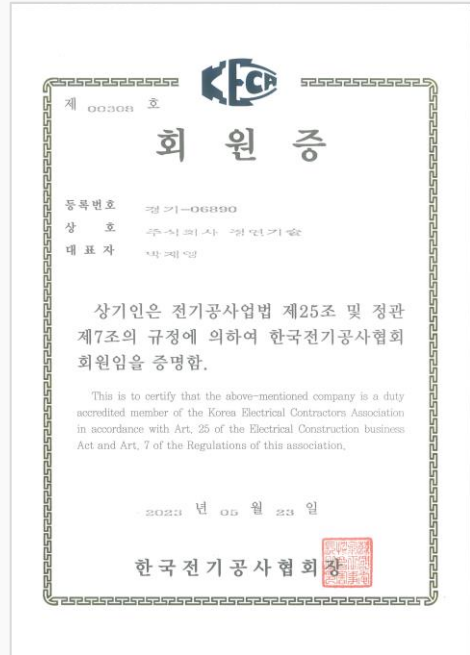 KECA
제 00308 호
회 원 증
등록번호 경기-06890
상 호 주식회사 정연기술
대 표 자 박재영
상기인은 전기공사업법 제25조 및 정관
제7조의 규정에 의하여 한국전기공사협회
회원임을 증명함.
This is to certify that the above-mentioned company is a duty
accredited member of the Korea Electrical Contractors Association
in accordance with Art. 25 of the Electrical Construction business
Act and Art. 7 of the Regulations of this association.
2023 년 05 월 23 일
한국전기공사협회장